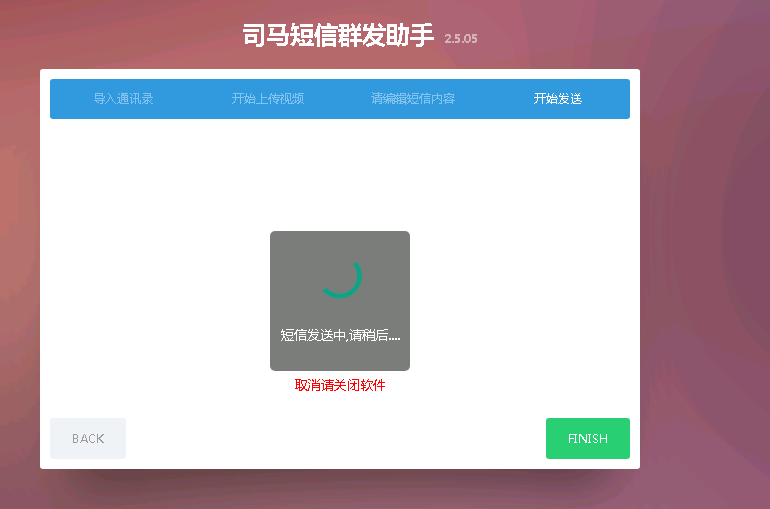 司马短信群发助手 2.5.05
导入通讯录 开始上传视频 请编辑短信内容 开始发送
短信发送中,请稍后....
取消请关闭软件
BACK FINISH